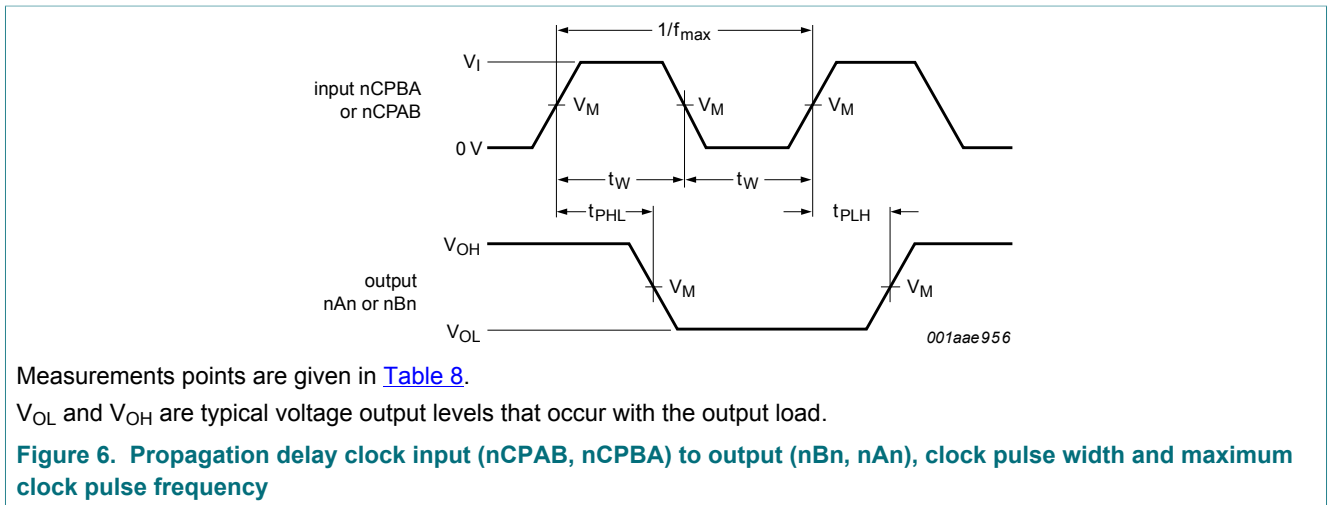 1/fmax
VI
input nCPBA
or nCPAB
VM
VM
VM
0 V
tW
tW
tPHL
tPLH
VOH
output
nAn or nBn
VM
VM
VOL
001aae956
Measurements points are given in Table 8.
VOL and VOH are typical voltage output levels that occur with the output load.
Figure 6. Propagation delay clock input (nCPAB, nCPBA) to output (nBn, nAn), clock pulse width and maximum
clock pulse frequency